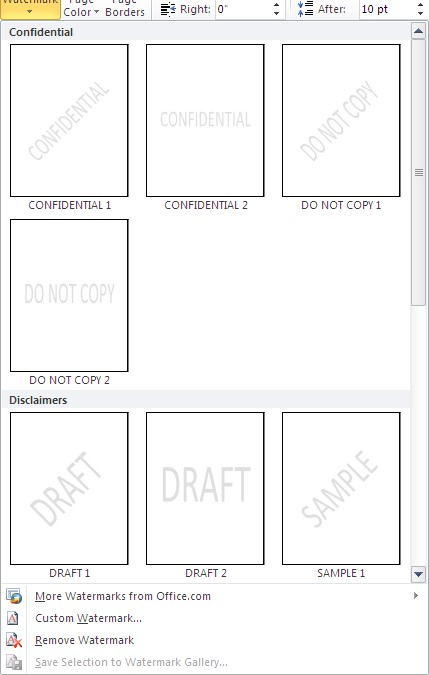 Watermark Page Page Right: 0" After: 10 pt
Color Borders
Confidential
CONFIDENTIAL CONFIDENTIAL DO NOT COPY
CONFIDENTIAL 1 CONFIDENTIAL 2 DO NOT COPY 1
DO NOT COPY
DO NOT COPY 2
Disclaimers
DRAFT DRAFT SAMPLE
DRAFT 1 DRAFT 2 SAMPLE 1
More Watermarks from Office.com
Custom Watermark...
Remove Watermark
Save Selection to Watermark Gallery...